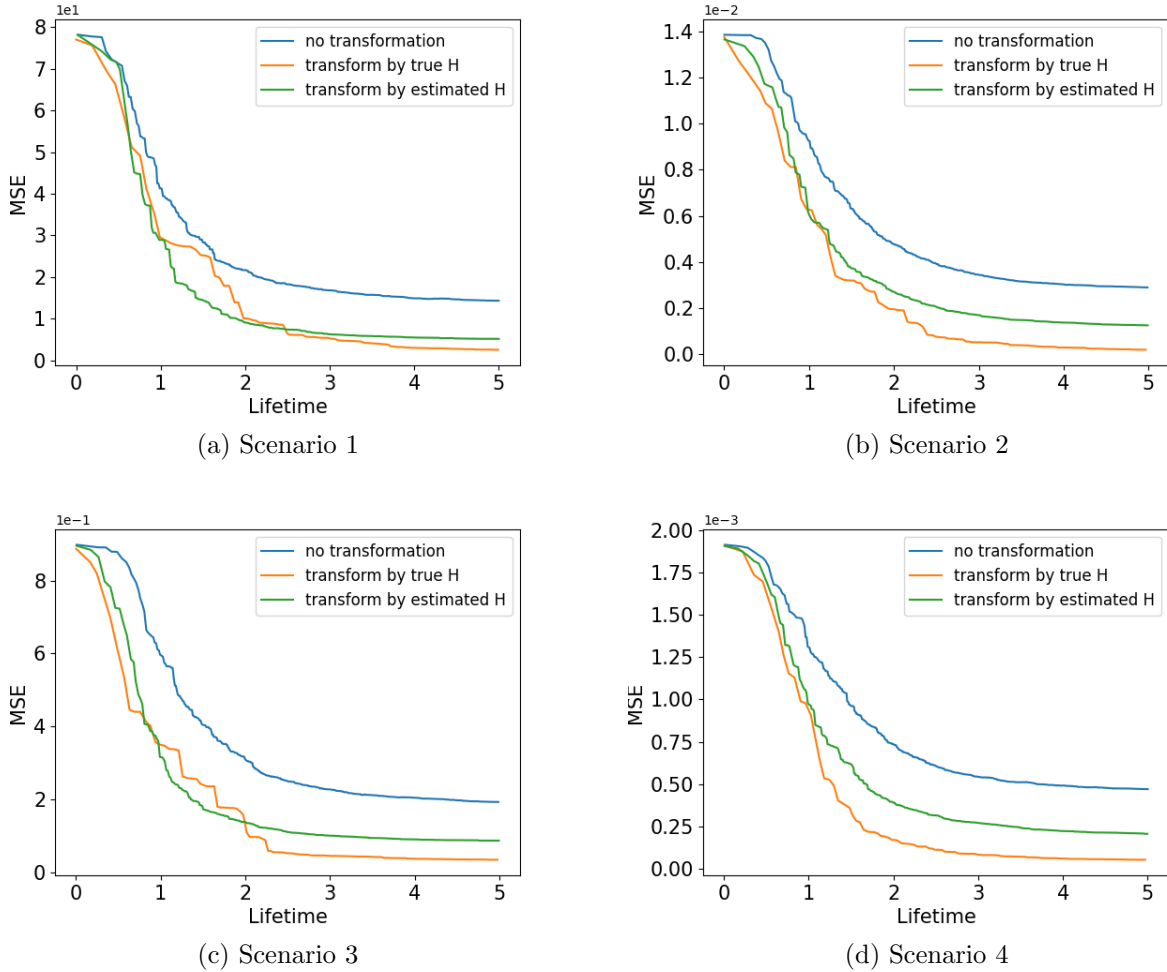 1e1
no transformation
transform by true H
transform by estimated H
MSE
8
7
6
5
4
3
2
1
0
0 1 2 3 4 5
Lifetime
(a) Scenario 1
1e-2
no transformation
transform by true H
transform by estimated H
MSE
1.4
1.2
1.0
0.8
0.6
0.4
0.2
0.0
0 1 2 3 4 5
Lifetime
(b) Scenario 2
1e-1
no transformation
transform by true H
transform by estimated H
MSE
8
6
4
2
0
0 1 2 3 4 5
Lifetime
(c) Scenario 3
1e-3
no transformation
transform by true H
transform by estimated H
MSE
2.00
1.75
1.50
1.25
1.00
0.75
0.50
0.25
0.00
0 1 2 3 4 5
Lifetime
(d) Scenario 4